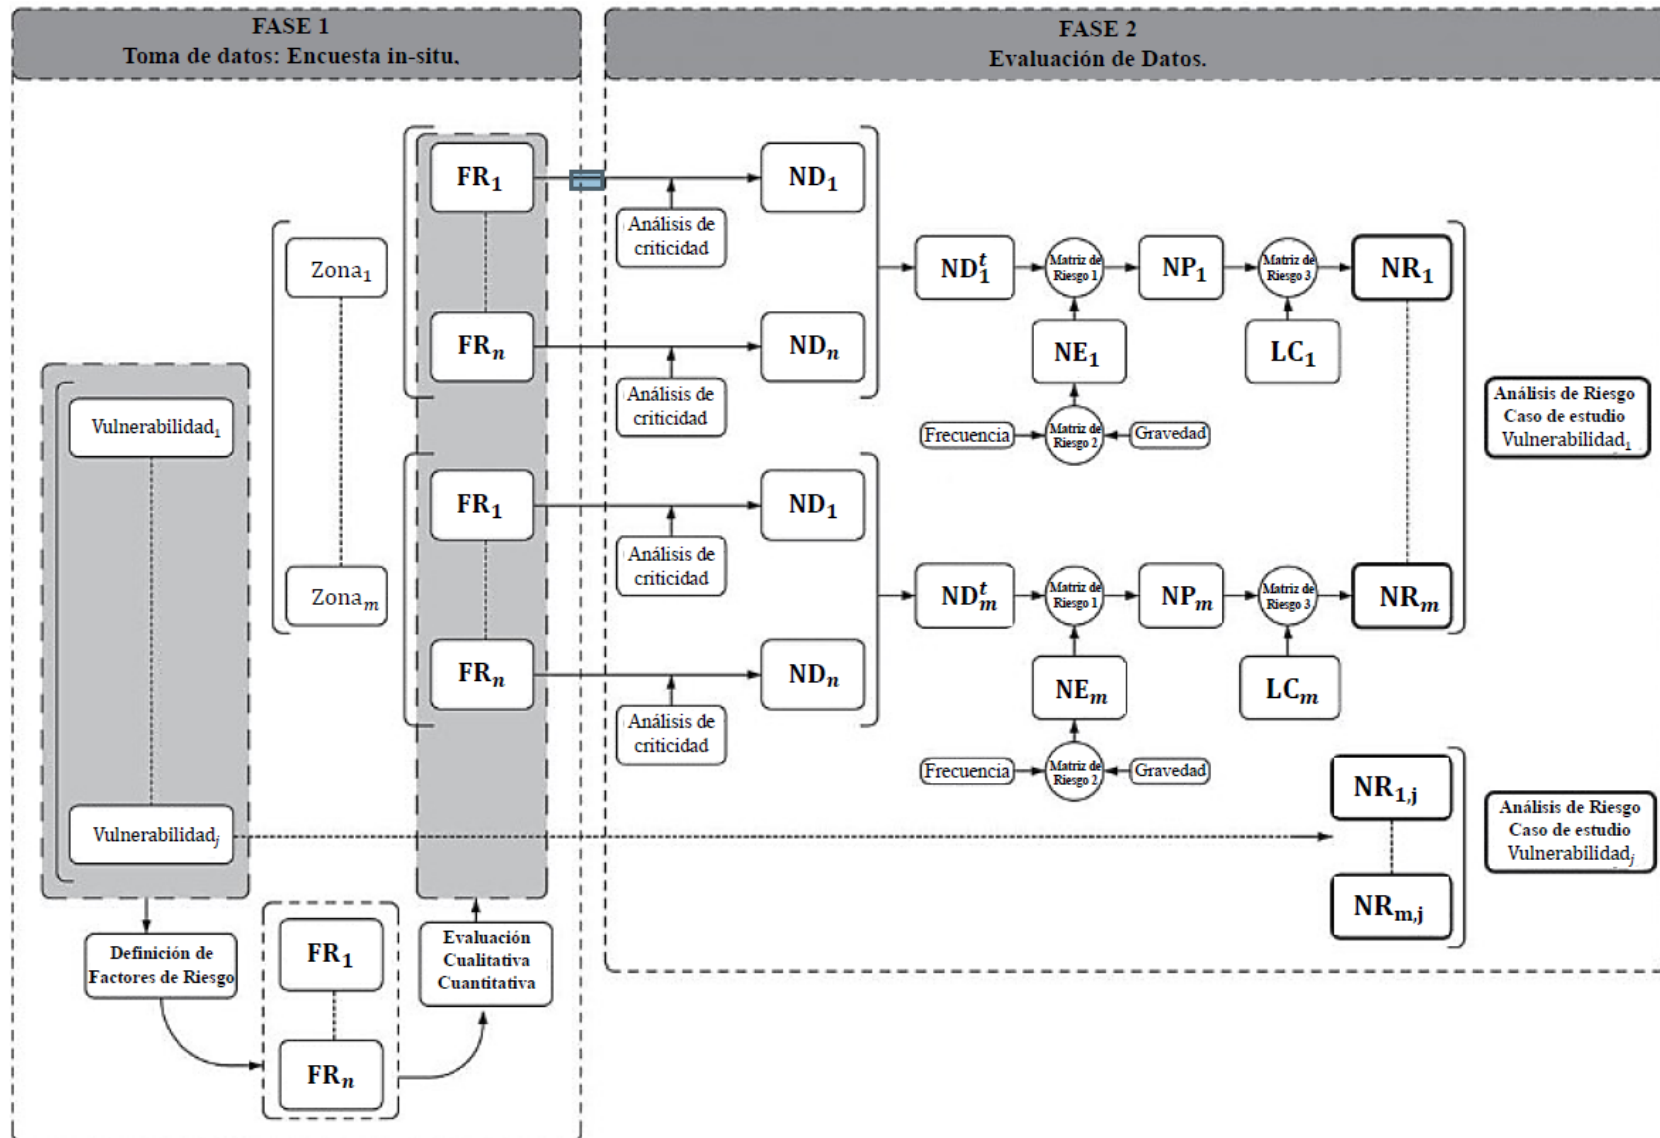 FASE 1
Toma de datos: Encuesta in-situ.
FASE 2
Evaluación de Datos.
Vulnerabilidad₁
Vulnerabilidadⱼ
Definición de
Factores de Riesgo
FR₁
FRₙ
Evaluación
Cualitativa
Cuantitativa
Zona₁
Zonaₘ
FR₁
FRₙ
FR₁
FRₙ
Análisis de
criticidad
Análisis de
criticidad
Análisis de
criticidad
Análisis de
criticidad
ND₁
NDₙ
ND₁
NDₙ
ND₁ᵗ
Matriz de
Riesgo 1
NP₁
Matriz de
Riesgo 3
NR₁
NE₁
LC₁
Frecuencia
Matriz de
Riesgo 2
Gravedad
NDₘᵗ
Matriz de
Riesgo 1
NPₘ
Matriz de
Riesgo 3
NRₘ
NEₘ
LCₘ
Frecuencia
Matriz de
Riesgo 2
Gravedad
Análisis de Riesgo
Caso de estudio
Vulnerabilidad₁
NR₁,ⱼ
NRₘ,ⱼ
Análisis de Riesgo
Caso de estudio
Vulnerabilidadⱼ